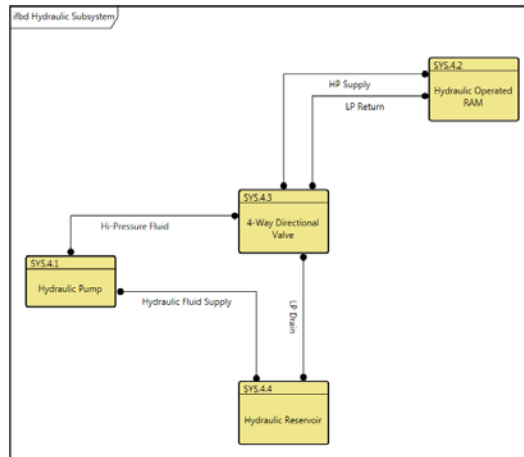 ifbd Hydraulic Subsystem
SYS.4.2
Hydraulic Operated
RAM
HP Supply
LP Return
SYS.4.3
4-Way Directional
Valve
Hi-Pressure Fluid
SYS.4.1
Hydraulic Pump
Hydraulic Fluid Supply
LP Drain
SYS.4.4
Hydraulic Reservoir